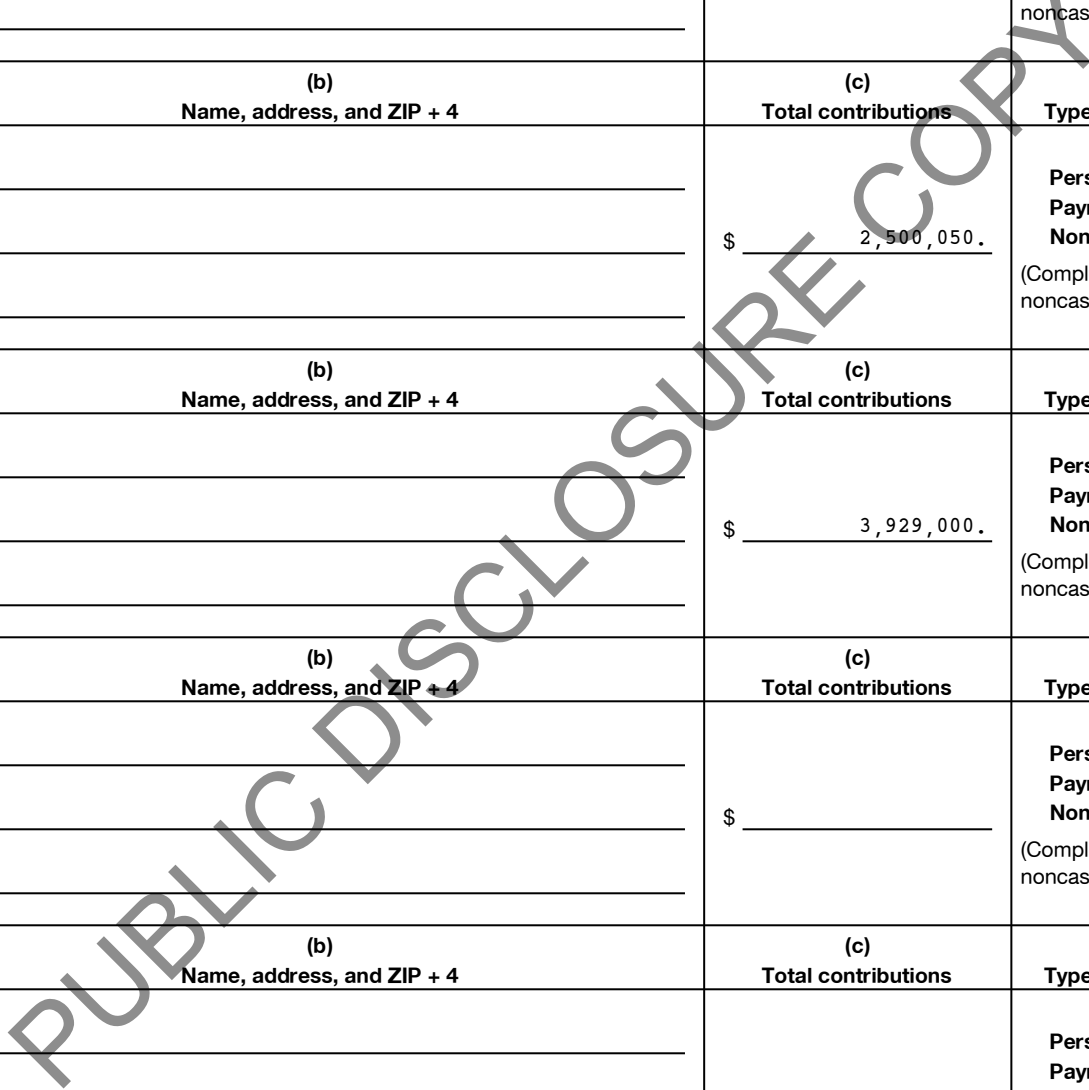 noncas
(b) (c)
Name, address, and ZIP + 4 Total contributions Type
Pers
Payr
$ 2,500,050. Non
(Compl
noncas
(b) (c)
Name, address, and ZIP + 4 Total contributions Type
Pers
Payr
$ 3,929,000. Non
(Compl
noncas
(b) (c)
Name, address, and ZIP + 4 Total contributions Type
Pers
Payr
$ Non
(Compl
noncas
(b) (c)
Name, address, and ZIP + 4 Total contributions Type
Pers
Payr
PUBLIC DISCLOSURE COPY